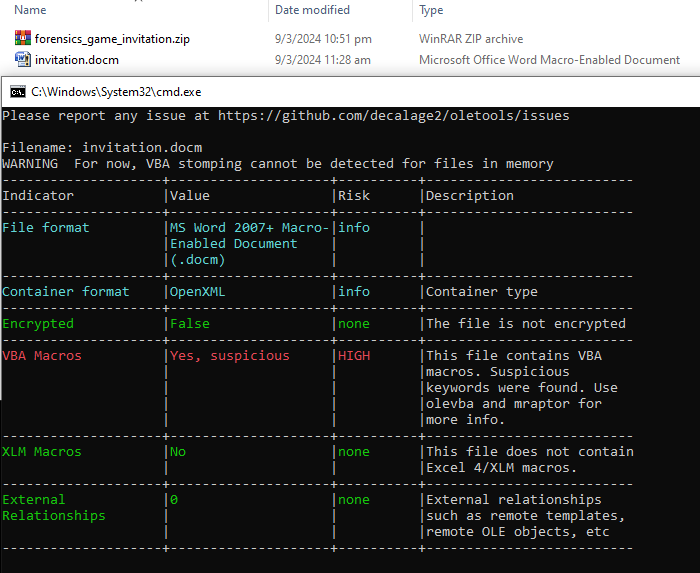 Name Date modified Type
forensics_game_invitation.zip 9/3/2024 10:51 pm WinRAR ZIP archive
invitation.docm 9/3/2024 11:28 am Microsoft Office Word Macro-Enabled Document
C:\Windows\System32\cmd.exe
Please report any issue at https://github.com/decalage2/oletools/issues
Filename: invitation.docm
WARNING  For now, VBA stomping cannot be detected for files in memory
--------------------+--------------------+----------+--------------------------
Indicator           |Value               |Risk      |Description
--------------------+--------------------+----------+--------------------------
File format         |MS Word 2007+ Macro-|info      |
                    |Enabled Document    |          |
                    |(.docm)             |          |
--------------------+--------------------+----------+--------------------------
Container format    |OpenXML             |info      |Container type
--------------------+--------------------+----------+--------------------------
Encrypted           |False               |none      |The file is not encrypted
--------------------+--------------------+----------+--------------------------
VBA Macros          |Yes, suspicious     |HIGH      |This file contains VBA
                    |                    |          |macros. Suspicious
                    |                    |          |keywords were found. Use
                    |                    |          |olevba and mraptor for
                    |                    |          |more info.
--------------------+--------------------+----------+--------------------------
XLM Macros          |No                  |none      |This file does not contain
                    |                    |          |Excel 4/XLM macros.
--------------------+--------------------+----------+--------------------------
External            |0                   |none      |External relationships
Relationships       |                    |          |such as remote templates,
                    |                    |          |remote OLE objects, etc
--------------------+--------------------+----------+--------------------------